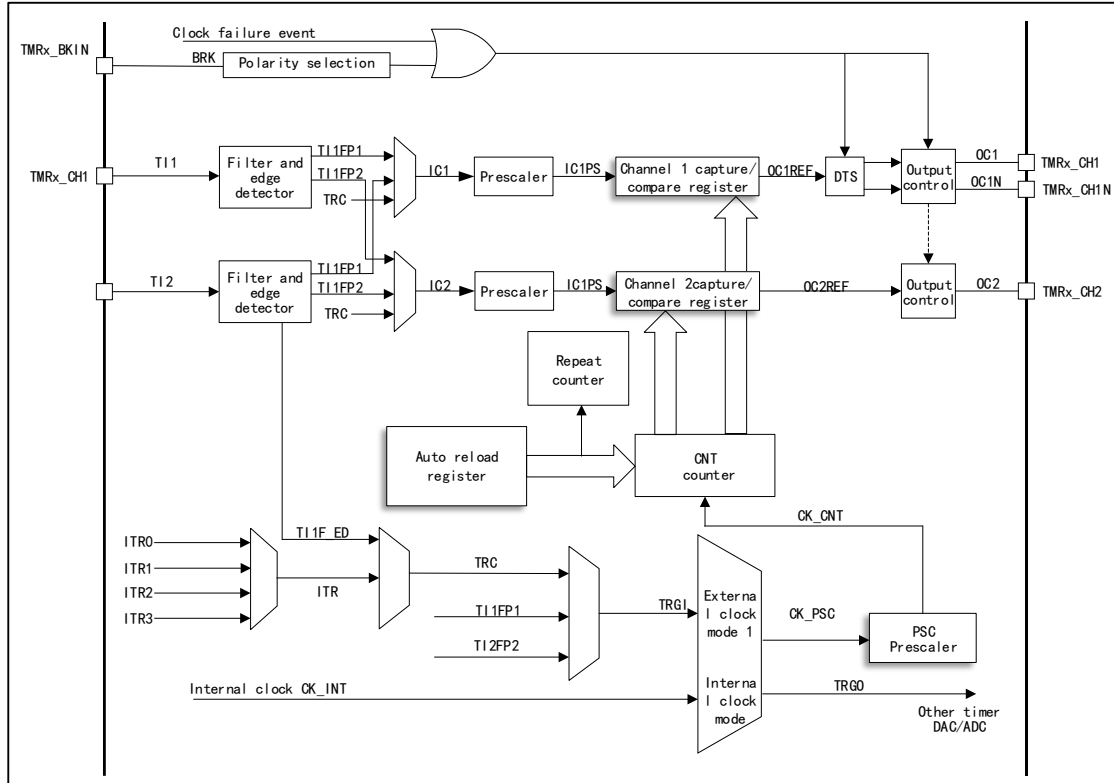 Clock failure event
TMRx_BKIN
BRK
Polarity selection
TI1
Filter and
edge
detector
TI1FP1
TI1FP2
TRC
IC1
Prescaler
IC1PS
Channel 1 capture/
compare register
OC1REF
DTS
Output
control
OC1
OC1N
TMRx_CH1
TMRx_CH1N
TMRx_CH1
TI2
Filter and
edge
detector
TI1FP1
TI1FP2
TRC
IC2
Prescaler
IC1PS
Channel 2capture/
compare register
OC2REF
Output
control
OC2
TMRx_CH2
Repeat
counter
Auto reload
register
CNT
counter
CK_CNT
ITR0
ITR1
ITR2
ITR3
ITR
TI1F_ED
TRC
TI1FP1
TI2FP2
TRGI
Externa
l clock
mode 1
CK_PSC
PSC
Prescaler
Internal clock CK_INT
Interna
l clock
mode
TRGO
Other timer
DAC/ADC